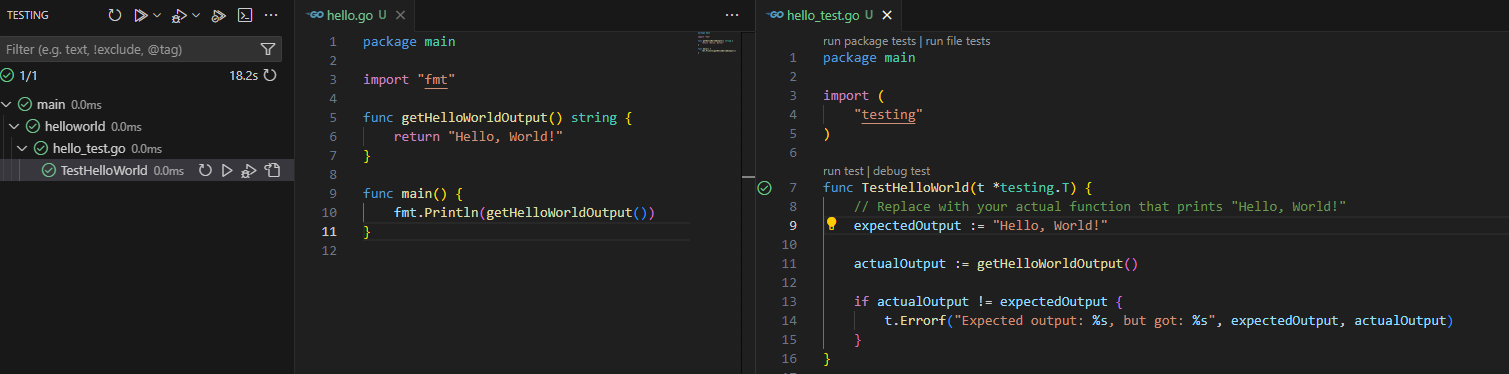 TESTING
Filter (e.g. text, !exclude, @tag)
1/1 18.2s
main 0.0ms
helloworld 0.0ms
hello_test.go 0.0ms
TestHelloWorld 0.0ms
GO hello.go U
1 package main
2
3 import "fmt"
4
5 func getHelloWorldOutput() string {
6     return "Hello, World!"
7 }
8
9 func main() {
10     fmt.Println(getHelloWorldOutput())
11 }
12
GO hello_test.go U
run package tests | run file tests
1 package main
2
3 import (
4     "testing"
5 )
6
run test | debug test
7 func TestHelloWorld(t *testing.T) {
8     // Replace with your actual function that prints "Hello, World!"
9     expectedOutput := "Hello, World!"
10
11     actualOutput := getHelloWorldOutput()
12
13     if actualOutput != expectedOutput {
14         t.Errorf("Expected output: %s, but got: %s", expectedOutput, actualOutput)
15     }
16 }